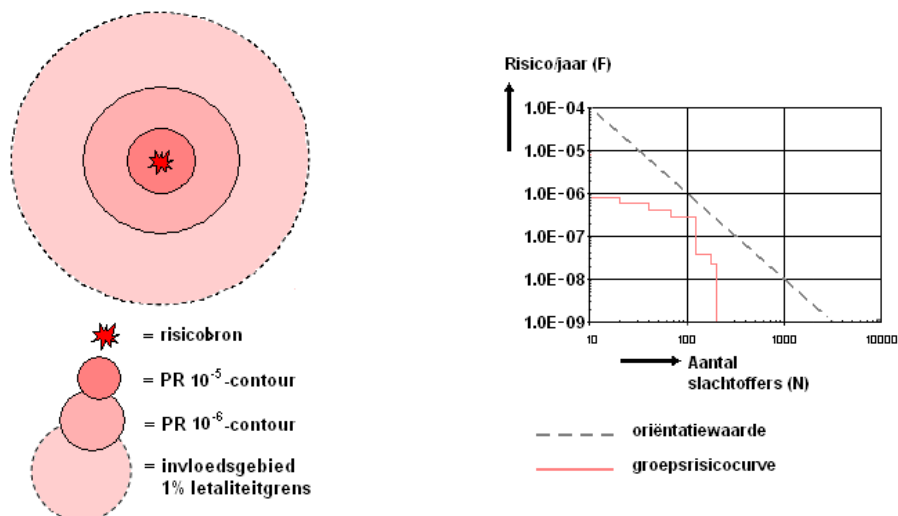 = risicobron
= PR 10⁻⁵-contour
= PR 10⁻⁶-contour
= invloedsgebied
1% letaliteitgrens
Risico/jaar (F)
1.0E-04
1.0E-05
1.0E-06
1.0E-07
1.0E-08
1.0E-09
10
100
1000
10000
Aantal
slachtoffers (N)
oriëntatiewaarde
groepsrisicocurve